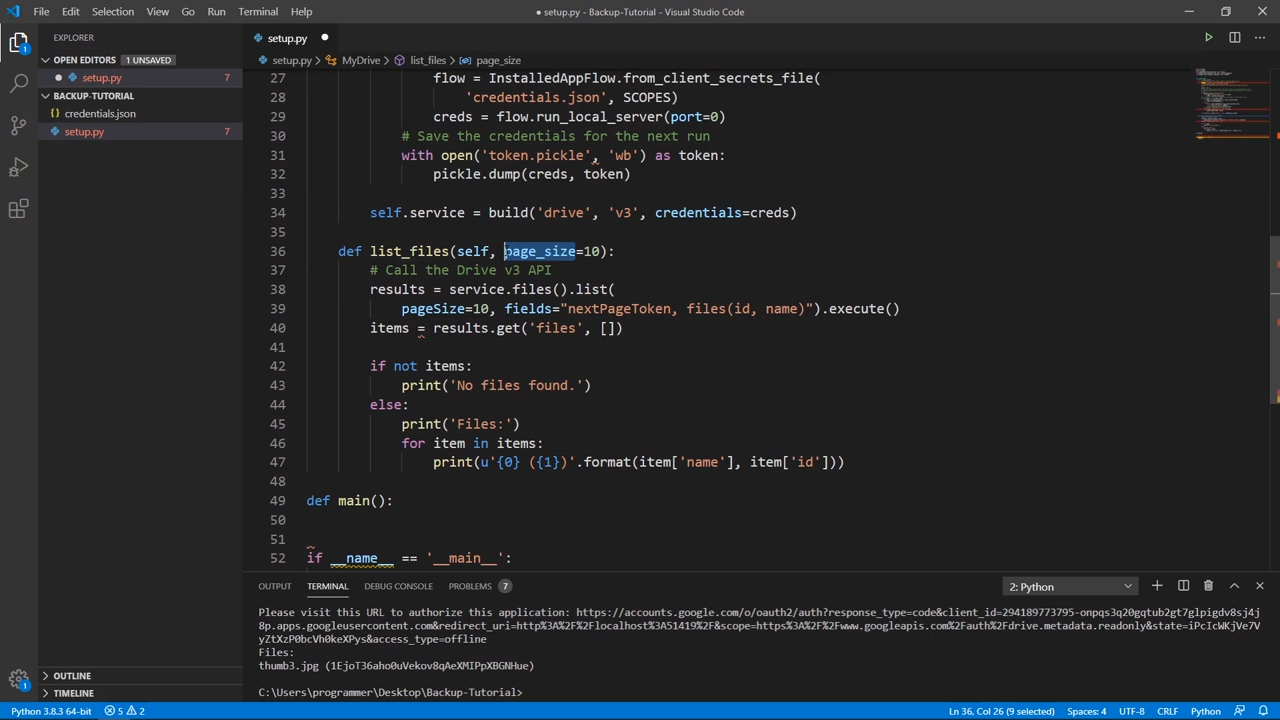 File Edit Selection View Go Run Terminal Help
● setup.py - Backup-Tutorial - Visual Studio Code
EXPLORER
OPEN EDITORS 1 UNSAVED
setup.py 7
BACKUP-TUTORIAL
credentials.json
setup.py 7
OUTLINE
TIMELINE
setup.py
setup.py > MyDrive > list_files > page_size
27 flow = InstalledAppFlow.from_client_secrets_file(
28 'credentials.json', SCOPES)
29 creds = flow.run_local_server(port=0)
30 # Save the credentials for the next run
31 with open('token.pickle', 'wb') as token:
32 pickle.dump(creds, token)
33
34 self.service = build('drive', 'v3', credentials=creds)
35
36 def list_files(self, page_size=10):
37 # Call the Drive v3 API
38 results = service.files().list(
39 pageSize=10, fields="nextPageToken, files(id, name)").execute()
40 items = results.get('files', [])
41
42 if not items:
43 print('No files found.')
44 else:
45 print('Files:')
46 for item in items:
47 print(u'{0} ({1})'.format(item['name'], item['id']))
48
49 def main():
50
51
52 if __name__ == '__main__':
OUTPUT TERMINAL DEBUG CONSOLE PROBLEMS 7 2: Python
Please visit this URL to authorize this application: https://accounts.google.com/o/oauth2/auth?response_type=code&client_id=294189773795-onpqs3q20gqtub2gt7glpigdv8sj4j
8p.apps.googleusercontent.com&redirect_uri=http%3A%2F%2Flocalhost%3A51419%2F&scope=https%3A%2F%2Fwww.googleapis.com%2Fauth%2Fdrive.metadata.readonly&state=iPcIcWKjVe7V
yZtXzP0bcVh0keXPys&access_type=offline
Files:
thumb3.jpg (1EjoT36aho0uVekov8qAeXMIPpXBGNHue)
C:\Users\programmer\Desktop\Backup-Tutorial>
Python 3.8.3 64-bit 5 2 Ln 36, Col 26 (9 selected) Spaces: 4 UTF-8 CRLF Python